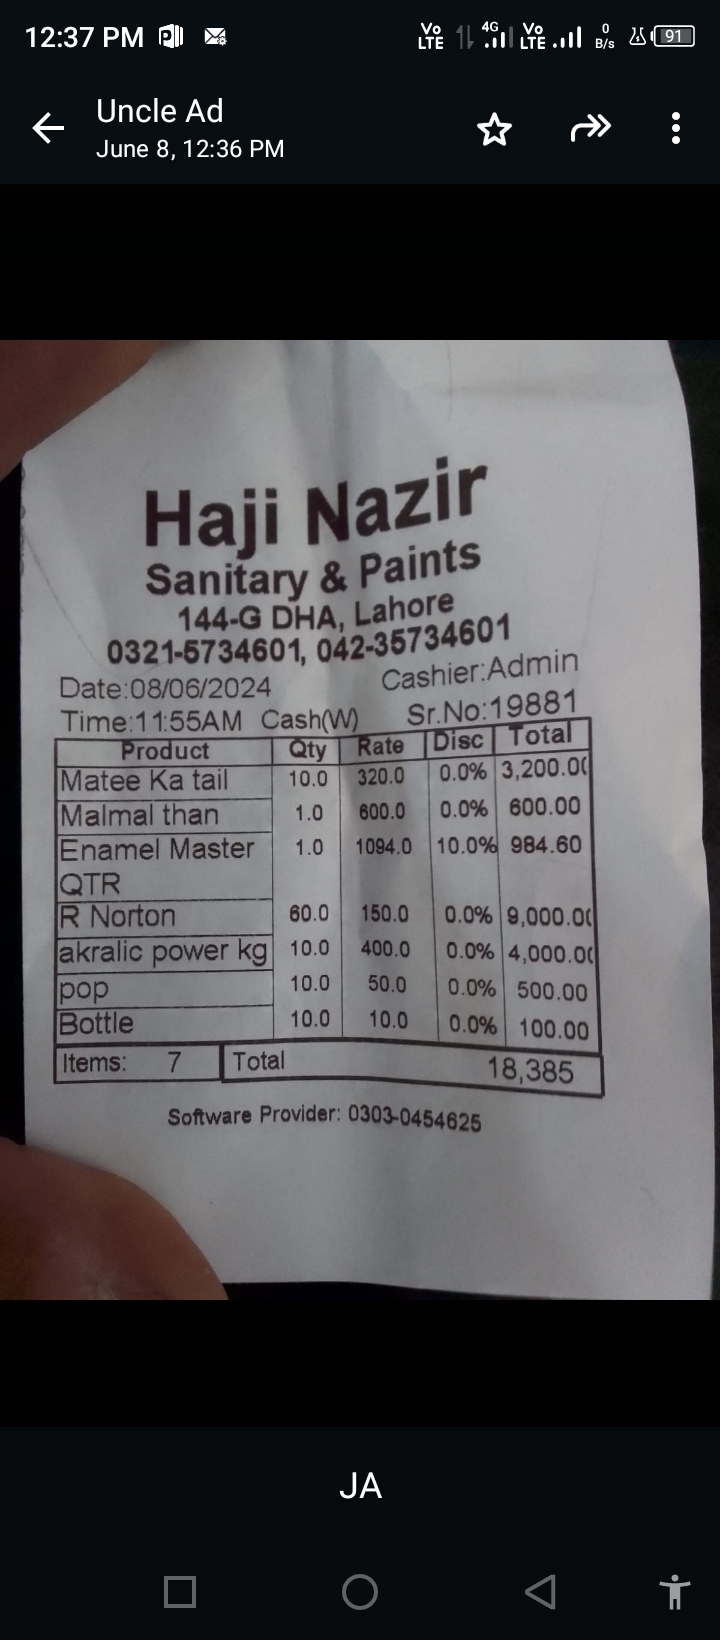 12:37 PM
Vo LTE 4G Vo LTE 0 B/s 91
Uncle Ad
June 8, 12:36 PM
Haji Nazir
Sanitary & Paints
144-G DHA, Lahore
0321-5734601, 042-35734601
Date:08/06/2024 Cashier:Admin
Time:11:55AM Cash(W) Sr.No:19881
Product Qty Rate Disc Total
Matee Ka tail 10.0 320.0 0.0% 3,200.0(
Malmal than 1.0 600.0 0.0% 600.00
Enamel Master 1.0 1094.0 10.0% 984.60
QTR
R Norton 60.0 150.0 0.0% 9,000.0(
akralic power kg 10.0 400.0 0.0% 4,000.0(
pop 10.0 50.0 0.0% 500.00
Bottle 10.0 10.0 0.0% 100.00
Items: 7 Total 18,385
Software Provider: 0303-0454625
JA